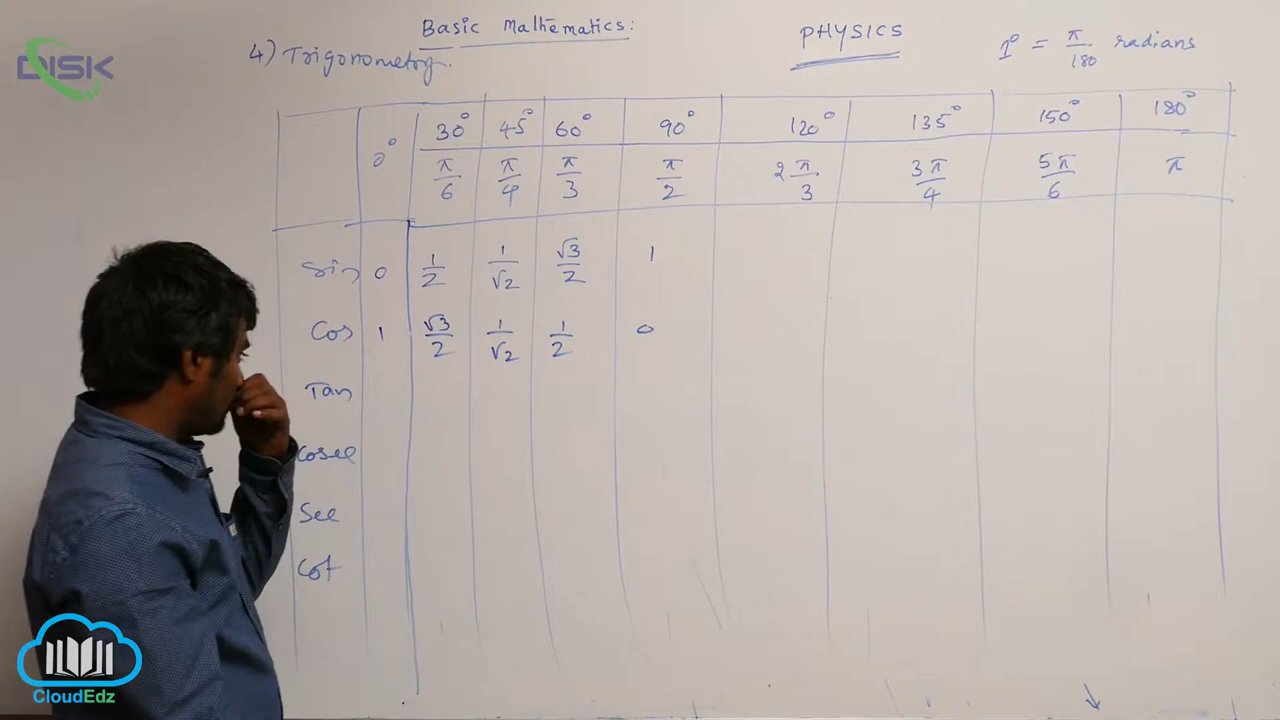 DISK
Basic Mathematics:
PHYSICS
1° = π/180 radians
4) Trigonometry.
0° 30° 45° 60° 90° 120° 135° 150° 180°
π/6 π/4 π/3 π/2 2π/3 3π/4 5π/6 π
Sin 0 1/2 1/√2 √3/2 1
Cos 1 √3/2 1/√2 1/2 0
Tan
Cosec
Sec
Cot
CloudEdz